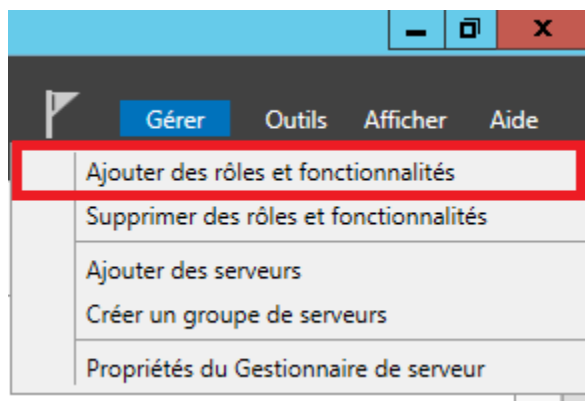 Gérer Outils Afficher Aide
Ajouter des rôles et fonctionnalités
Supprimer des rôles et fonctionnalités
Ajouter des serveurs
Créer un groupe de serveurs
Propriétés du Gestionnaire de serveur